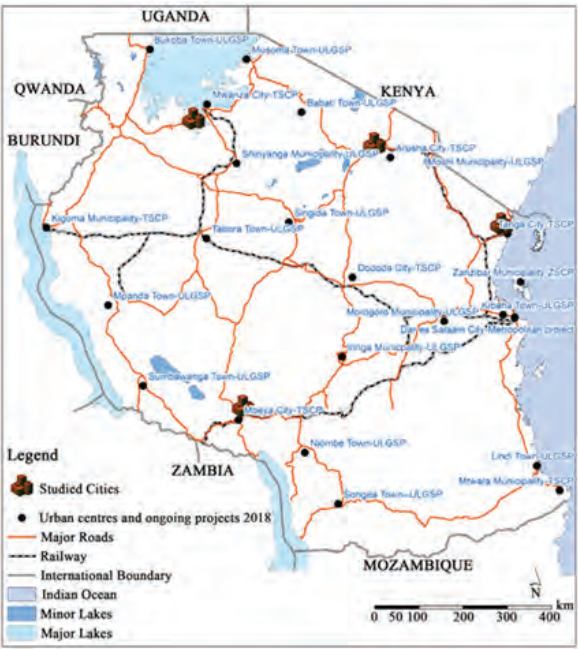 UGANDA
Bukoba Town-ULGSP
Musoma Town-ULGSP
QWANDA
KENYA
Mwanza City-TSCP
Babati Town-ULGSP
BURUNDI
Arusha City-TSCP
Shinyanga Municipality-ULGSP
Moshi Municipality-ULGSP
Kigoma Municipality-TSCP
Singida Town-ULGSP
Tanga City-TSCP
Tabora Town-ULGSP
Dododa City-TSCP
Zanzibar Municipality-ZSCP
Mpanda Town-ULGSP
Morogoro Municipality-ULGSP
Kibaha Town-ULGSP
Dar es Salaam City-Metropolitan project
Iringa Municipality-ULGSP
Sumbawanga Town-ULGSP
Mbeya City-TSCP
Njombe Town-ULGSP
Lindi Town-ULGSP
ZAMBIA
Mtwara Municipality-TSCP
Songea Town-ULGSP
MOZAMBIQUE
Legend
Studied Cities
Urban centres and ongoing projects 2018
Major Roads
Railway
International Boundary
Indian Ocean
Minor Lakes
Major Lakes
N
0 50 100 200 300 400
km